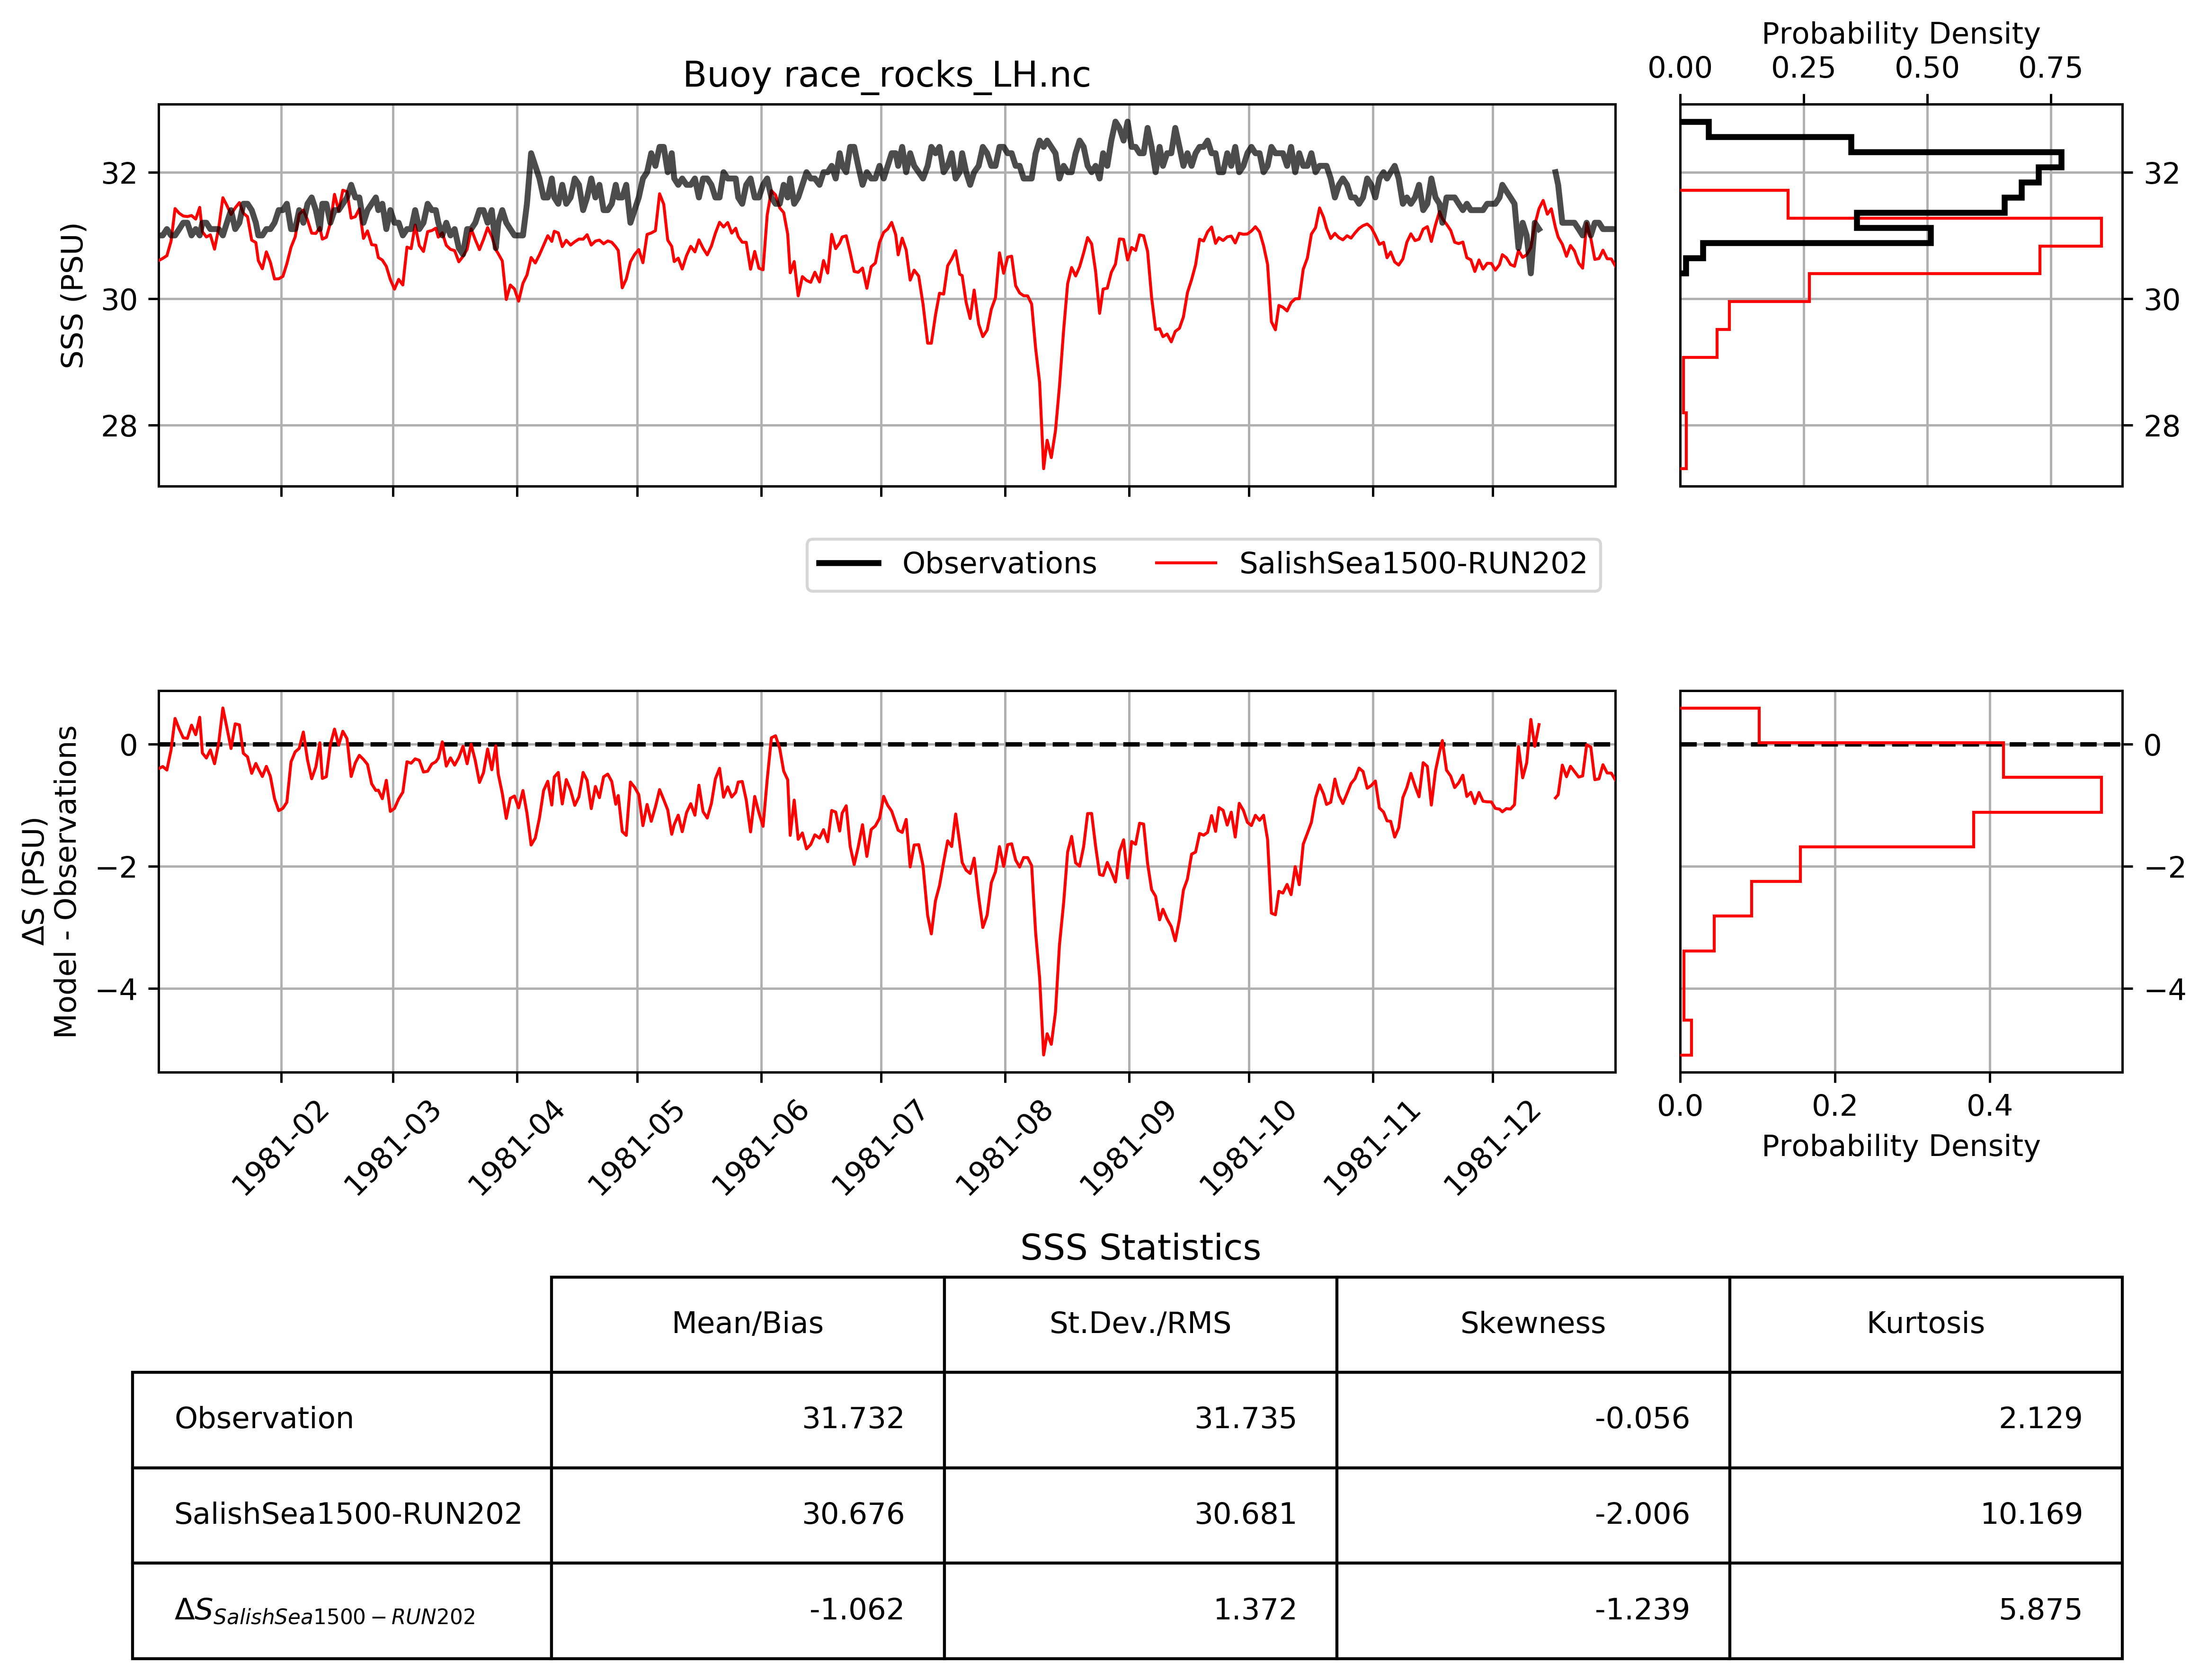 Probability Density
0.00 0.25 0.50 0.75
Buoy race_rocks_LH.nc
SSS (PSU)
32
30
28
32
30
28
Observations SalishSea1500-RUN202
ΔS (PSU)
Model - Observations
0
−2
−4
0
−2
−4
1981-02 1981-03 1981-04 1981-05 1981-06 1981-07 1981-08 1981-09 1981-10 1981-11 1981-12
0.0 0.2 0.4
Probability Density
SSS Statistics
Mean/Bias St.Dev./RMS Skewness Kurtosis
Observation 31.732 31.735 -0.056 2.129
SalishSea1500-RUN202 30.676 30.681 -2.006 10.169
ΔS SalishSea1500−RUN202 -1.062 1.372 -1.239 5.875